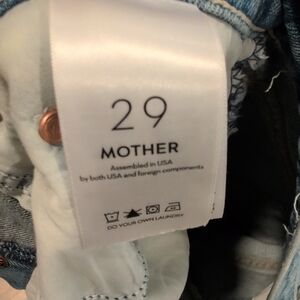 29
MOTHER
Assembled in USA
by both USA and foreign components
DO YOUR OWN LAUNDRY